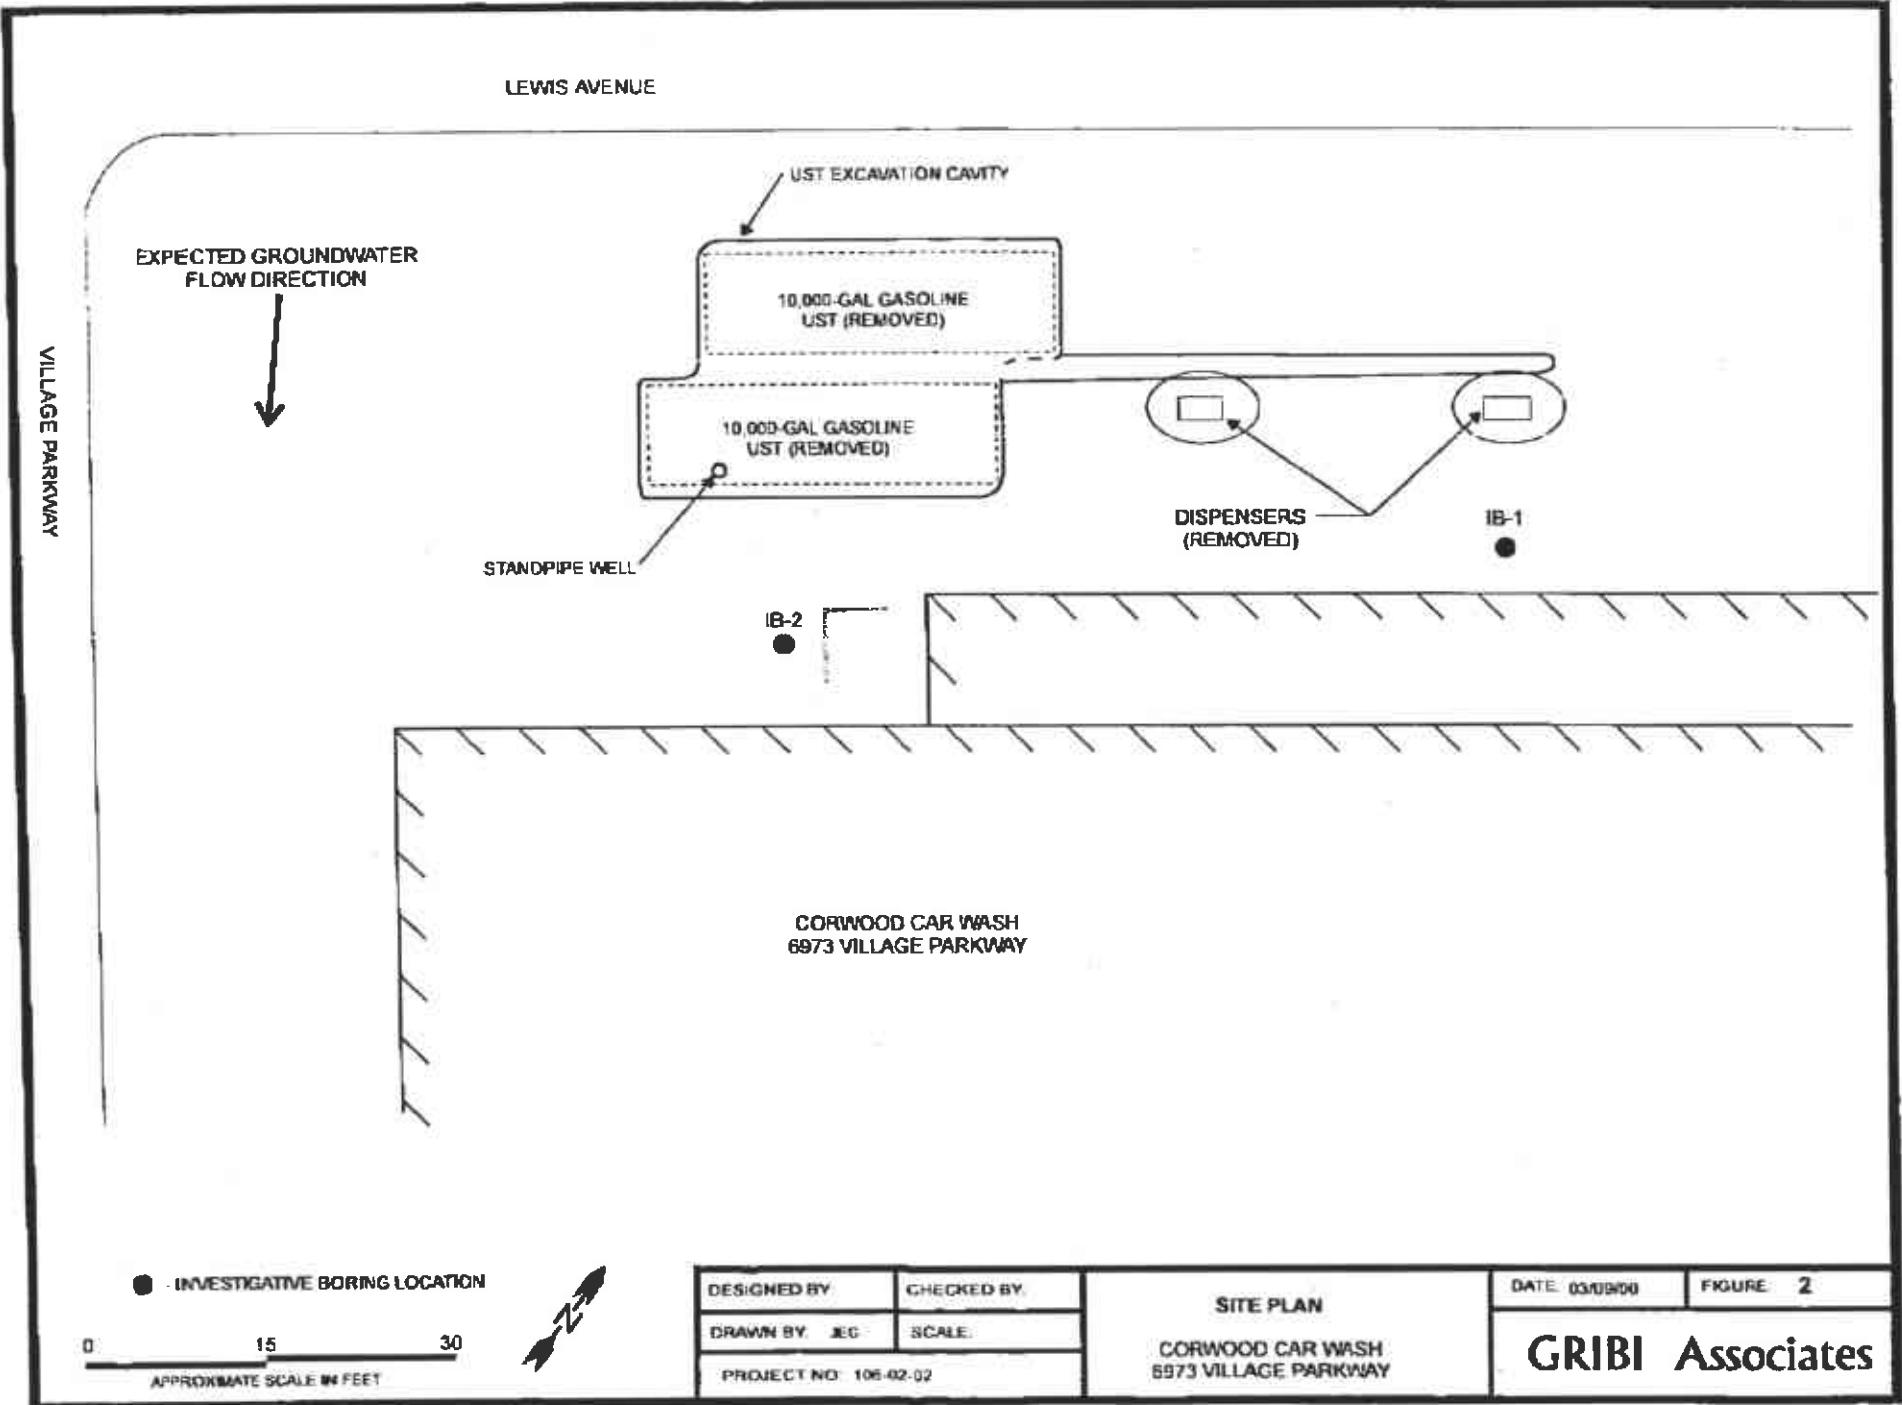 LEWIS AVENUE
UST EXCAVATION CAVITY
EXPECTED GROUNDWATER
FLOW DIRECTION
10,000-GAL GASOLINE
UST (REMOVED)
VILLAGE PARKWAY
10,000-GAL GASOLINE
UST (REMOVED)
DISPENSERS
(REMOVED)
IB-1
STANDPIPE WELL
IB-2
CORWOOD CAR WASH
6973 VILLAGE PARKWAY
- INVESTIGATIVE BORING LOCATION
N
0 15 30
APPROXIMATE SCALE IN FEET
DESIGNED BY
CHECKED BY:
DRAWN BY: JEG
SCALE:
PROJECT NO: 106-02-02
SITE PLAN
CORWOOD CAR WASH
6973 VILLAGE PARKWAY
DATE: 03/09/00
FIGURE: 2
GRIBI Associates